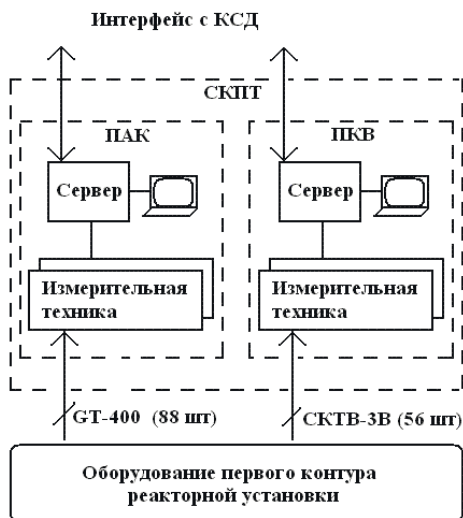 Интерфейс с КСД
СКПТ
ПАК
ПКВ
Сервер
Сервер
Измерительная
техника
Измерительная
техника
GT-400 (88 шт)
СКТВ-3В (56 шт)
Оборудование первого контура
реакторной установки